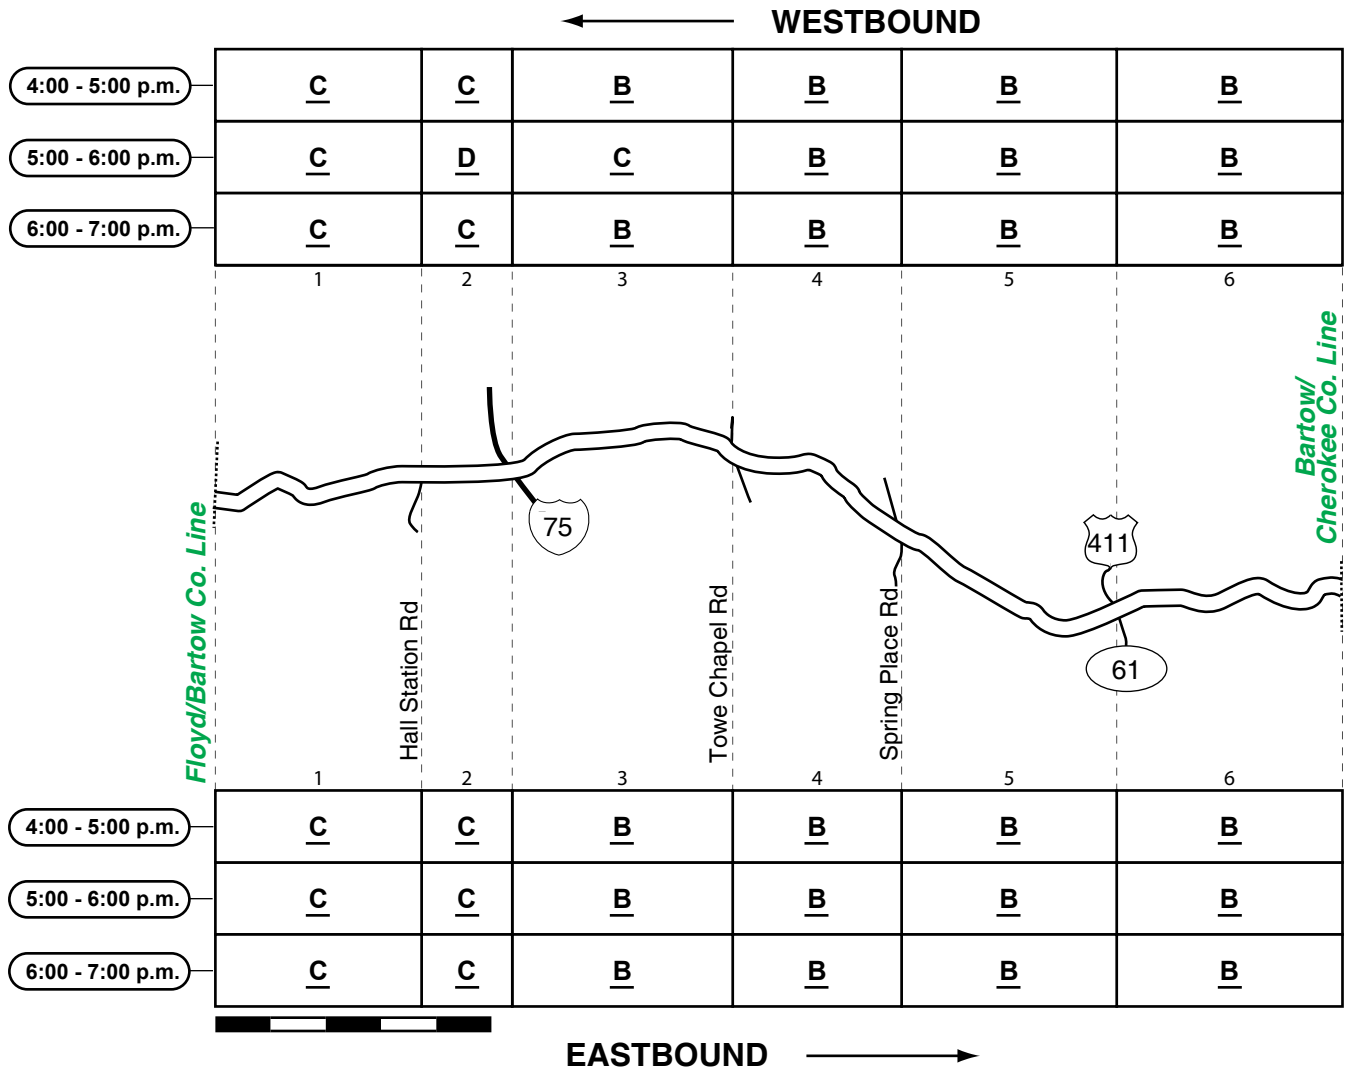 WESTBOUND
4:00 - 5:00 p.m. C C B B B B
5:00 - 6:00 p.m. C D C B B B
6:00 - 7:00 p.m. C C B B B B
1 2 3 4 5 6
Floyd/Bartow Co. Line
Hall Station Rd
75
Towe Chapel Rd
Spring Place Rd
411
61
Bartow/
Cherokee Co. Line
1 2 3 4 5 6
4:00 - 5:00 p.m. C C B B B B
5:00 - 6:00 p.m. C C B B B B
6:00 - 7:00 p.m. C C B B B B
EASTBOUND